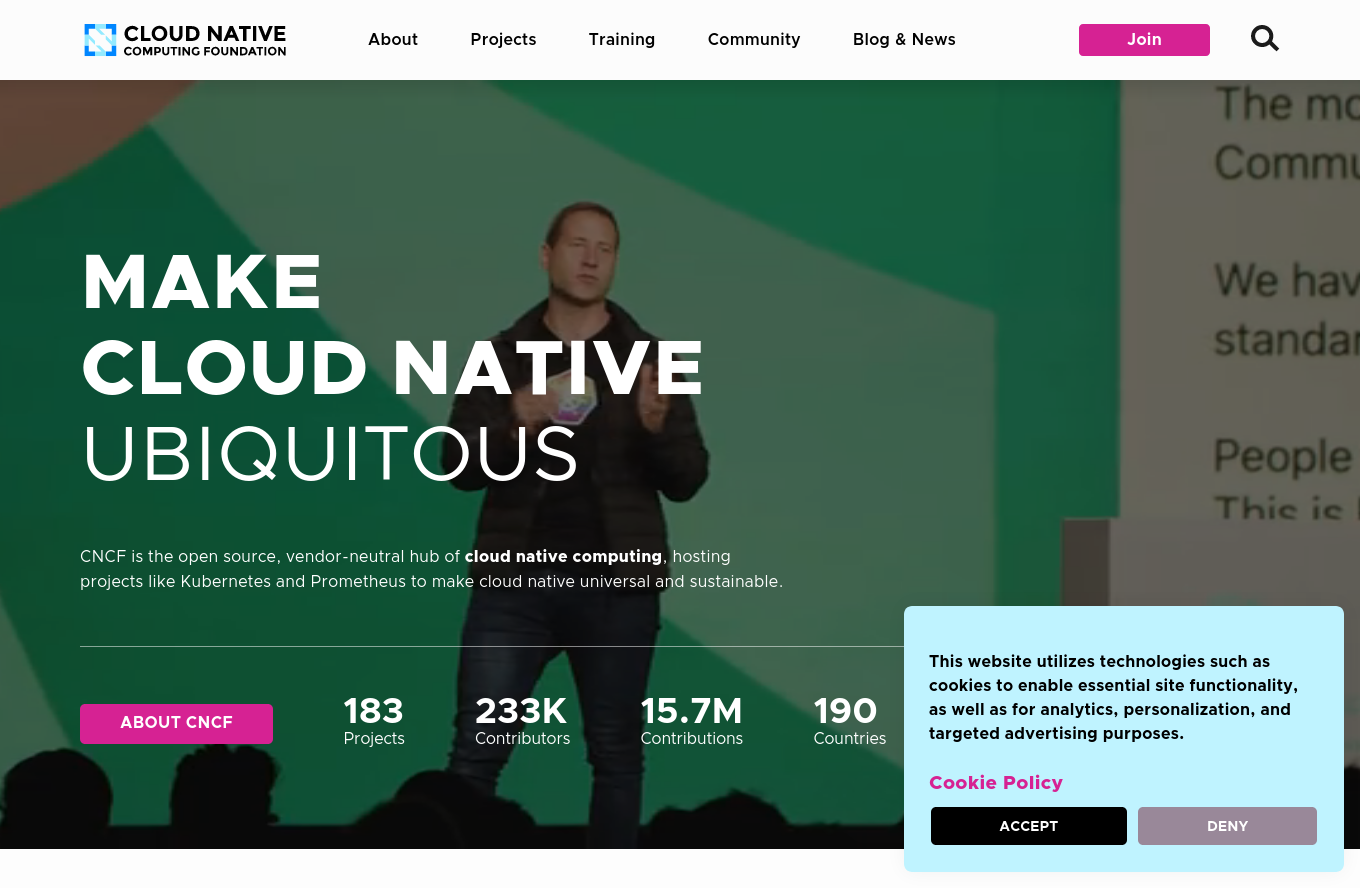 CLOUD NATIVE
COMPUTING FOUNDATION
About
Projects
Training
Community
Blog & News
Join
The mo
Commu
We hav
standar
People
This is
MAKE
CLOUD NATIVE
UBIQUITOUS
CNCF is the open source, vendor-neutral hub of cloud native computing, hosting
projects like Kubernetes and Prometheus to make cloud native universal and sustainable.
ABOUT CNCF
183
Projects
233K
Contributors
15.7M
Contributions
190
Countries
This website utilizes technologies such as
cookies to enable essential site functionality,
as well as for analytics, personalization, and
targeted advertising purposes.
Cookie Policy
ACCEPT
DENY